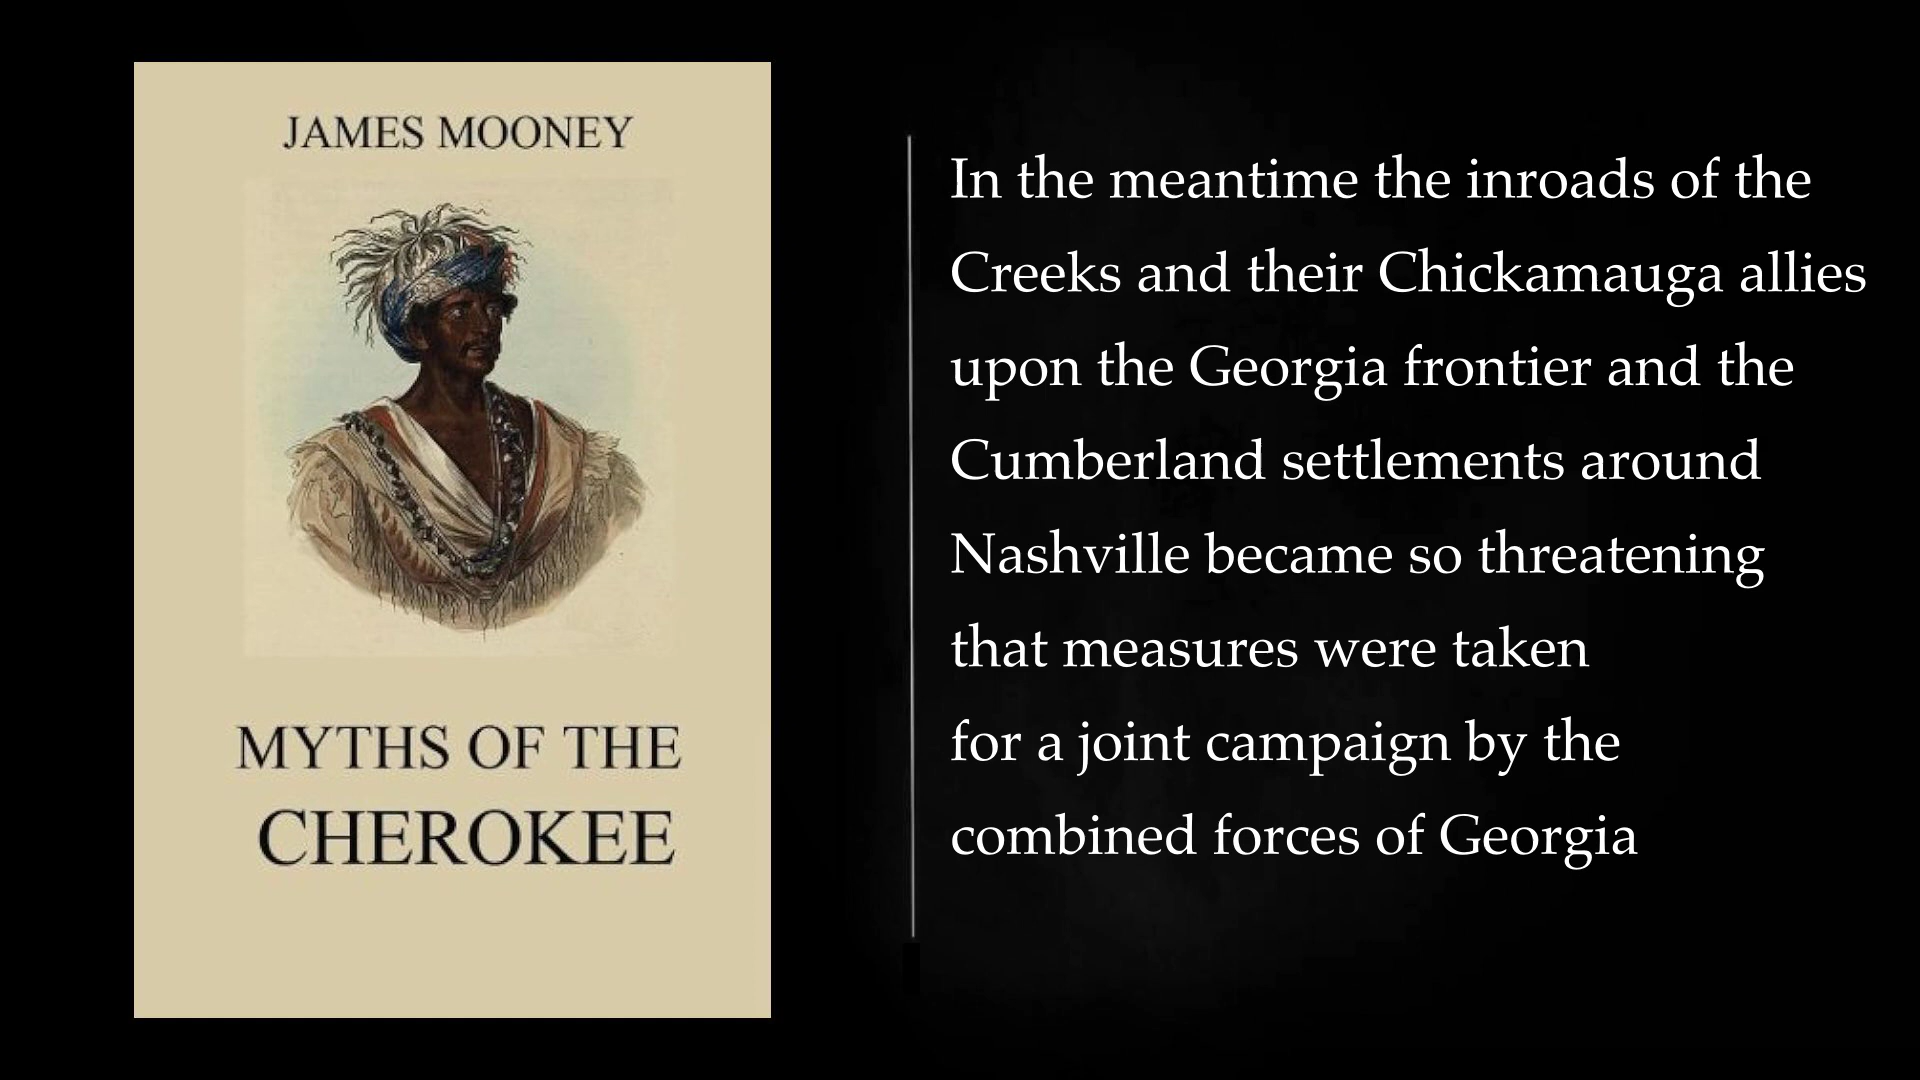 JAMES MOONEY
MYTHS OF THE
CHEROKEE
In the meantime the inroads of the
Creeks and their Chickamauga allies
upon the Georgia frontier and the
Cumberland settlements around
Nashville became so threatening
that measures were taken
for a joint campaign by the
combined forces of Georgia